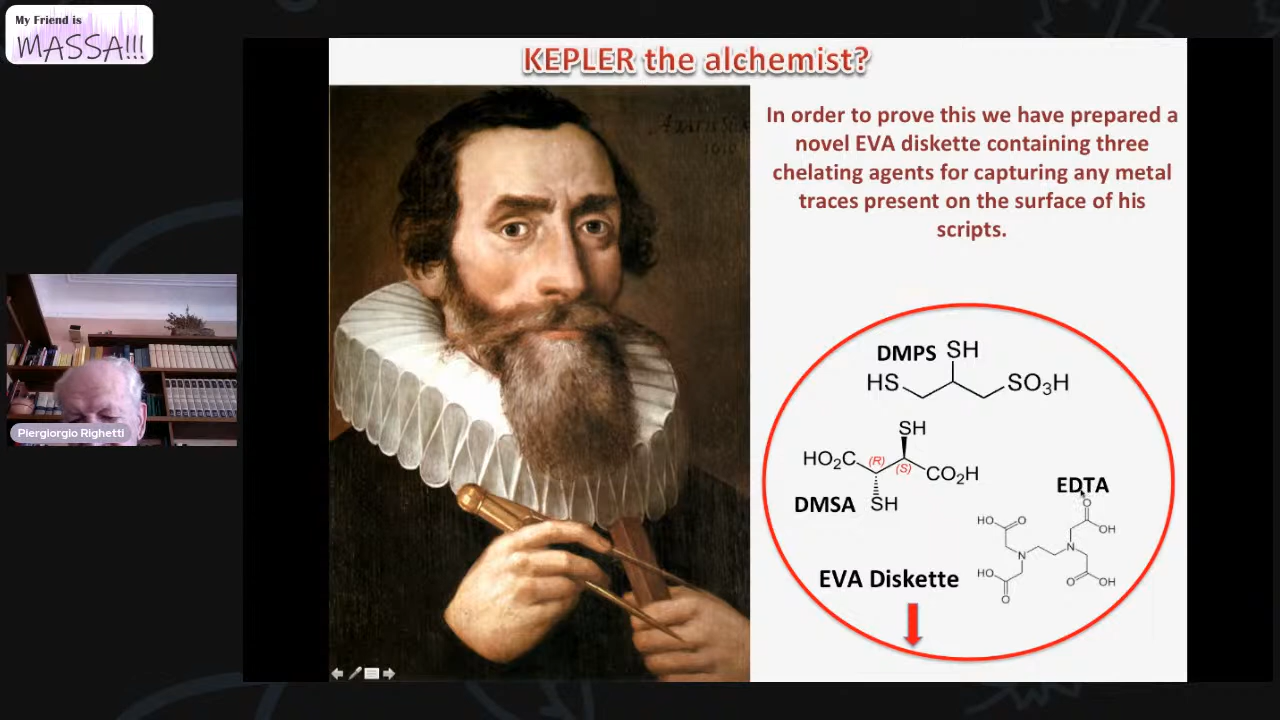 My Friend is
MASSA!!!
KEPLER the alchemist?
In order to prove this we have prepared a
novel EVA diskette containing three
chelating agents for capturing any metal
traces present on the surface of his
scripts.
DMPS SH
HS SO₃H
SH
HO₂C (R) (S) CO₂H
DMSA SH
EDTA
HO O O OH
N N
HO O O OH
EVA Diskette
Piergiorgio Righetti